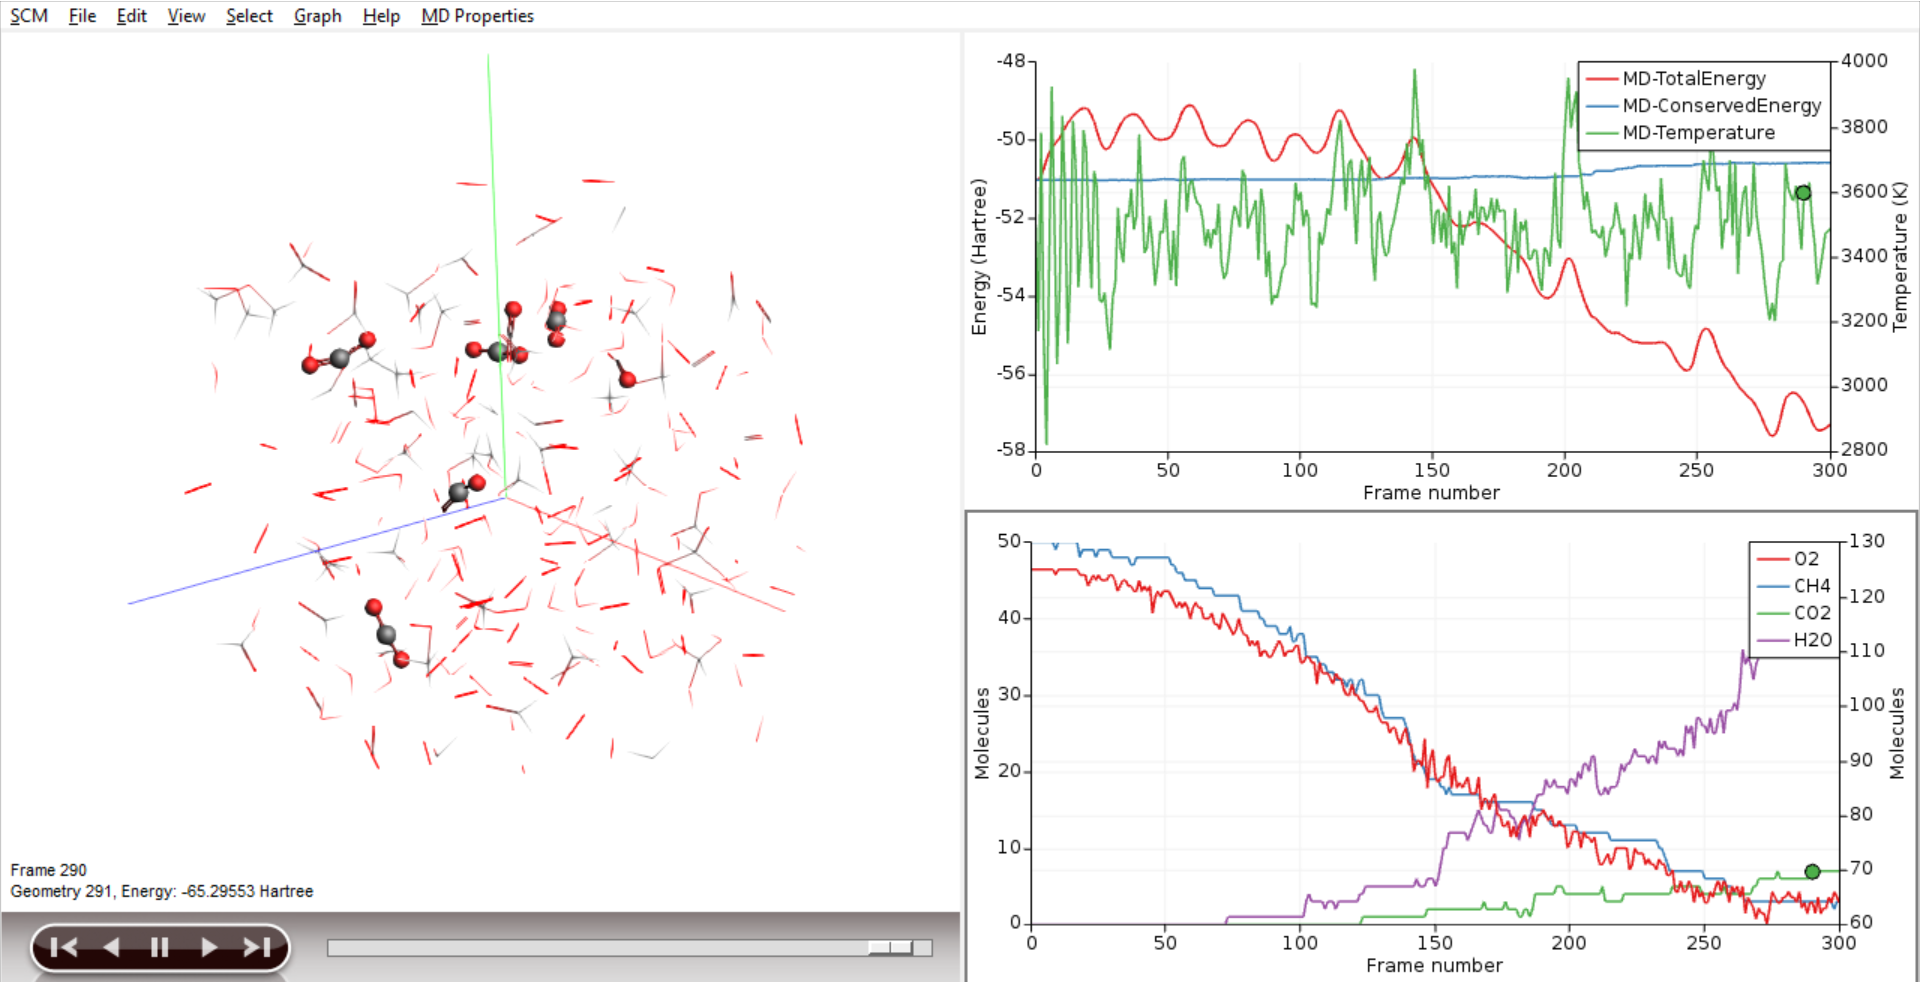 SCM File Edit View Select Graph Help MD Properties
Frame 290
Geometry 291, Energy: -65.29553 Hartree
-48
-50
-52
-54
-56
-58
Energy (Hartree)
0 50 100 150 200 250 300
Frame number
4000
3800
3600
3400
3200
3000
2800
Temperature (K)
MD-TotalEnergy
MD-ConservedEnergy
MD-Temperature
50
40
30
20
10
0
Molecules
0 50 100 150 200 250 300
Frame number
130
120
110
100
90
80
70
60
Molecules
O2
CH4
CO2
H2O